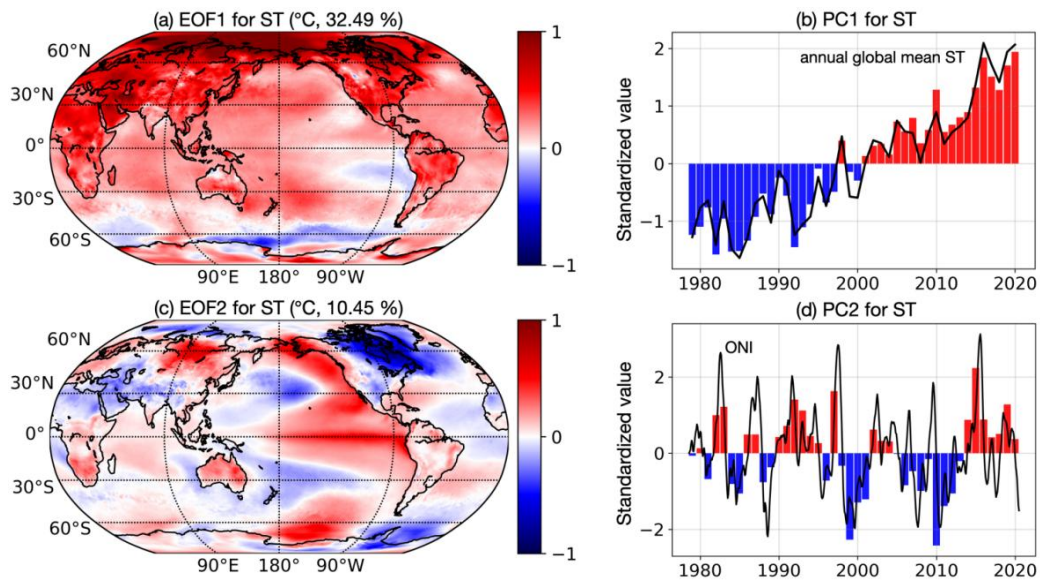 (a) EOF1 for ST (°C, 32.49 %)
60°N
30°N
0°
30°S
60°S
90°E 180° 90°W
1
0
−1
(b) PC1 for ST
annual global mean ST
Standardized value
2
1
0
−1
1980 1990 2000 2010 2020
(c) EOF2 for ST (°C, 10.45 %)
60°N
30°N
0°
30°S
60°S
90°E 180° 90°W
1
0
−1
(d) PC2 for ST
ONI
Standardized value
2
0
−2
1980 1990 2000 2010 2020